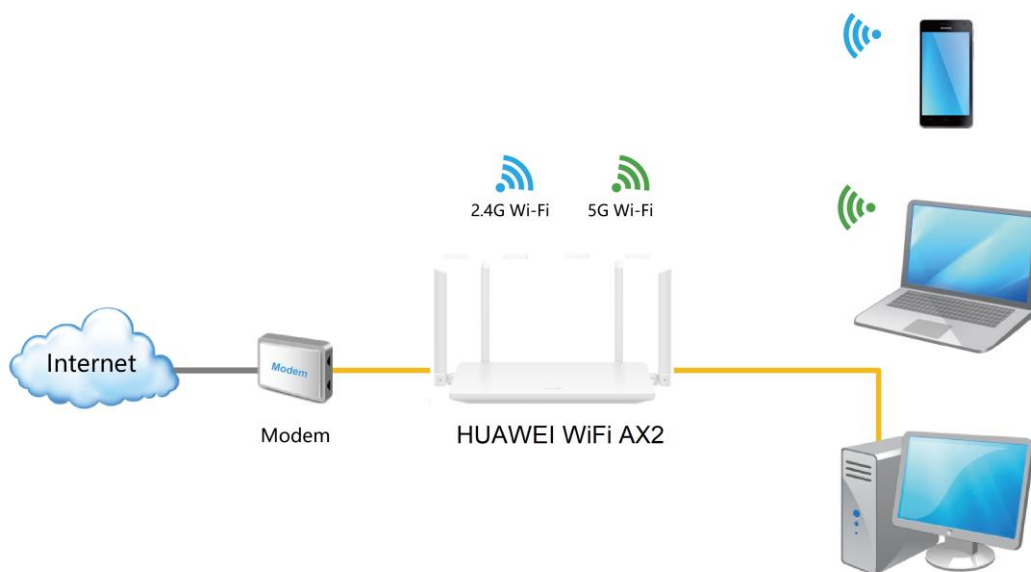 2.4G Wi-Fi
5G Wi-Fi
Internet
Modem
Modem
HUAWEI WiFi AX2